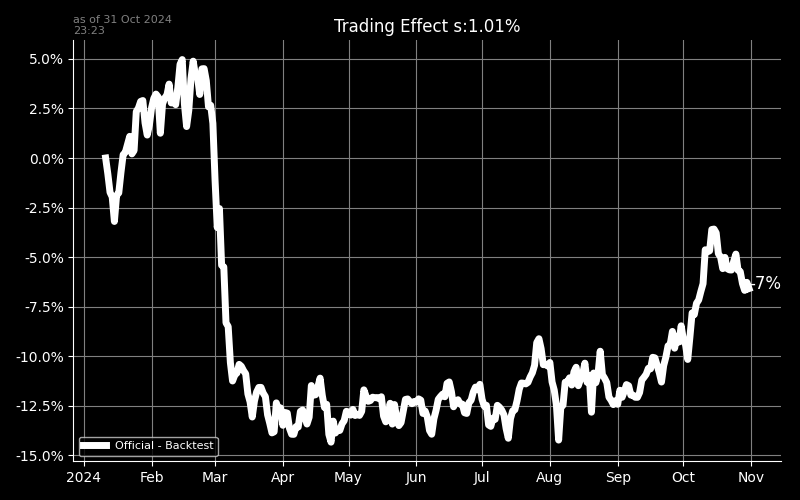 as of 31 Oct 2024
23:23
Trading Effect s:1.01%
5.0%
2.5%
0.0%
-2.5%
-5.0%
-7.5%
-10.0%
-12.5%
-15.0%
-7%
Official - Backtest
2024 Feb Mar Apr May Jun Jul Aug Sep Oct Nov